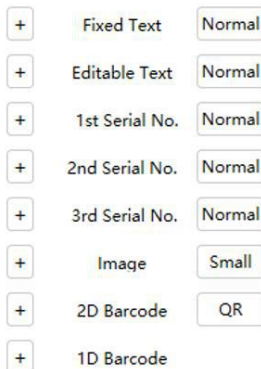 + Fixed Text Normal
+ Editable Text Normal
+ 1st Serial No. Normal
+ 2nd Serial No. Normal
+ 3rd Serial No. Normal
+ Image Small
+ 2D Barcode QR
+ 1D Barcode